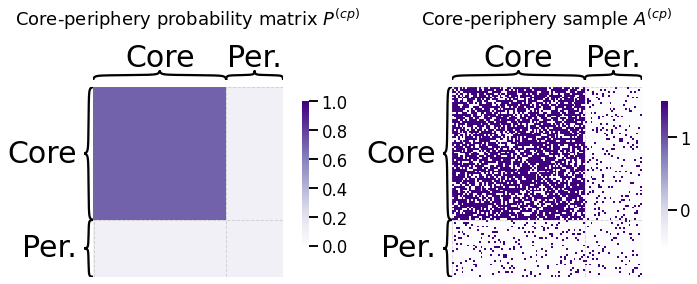 Core-periphery probability matrix P^(cp)
Core-periphery sample A^(cp)
Core Per.
Core Per.
Core
Per.
1.0
0.8
0.6
0.4
0.2
0.0
Core
Per.
1
0